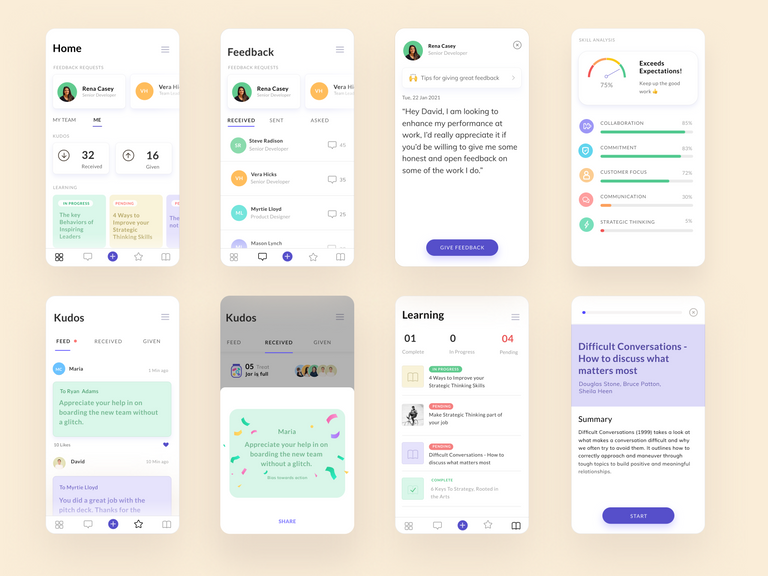 Home
FEEDBACK REQUESTS
Rena Casey
Senior Developer
VH
Vera Hi
MY TEAM
ME
KUDOS
32
Received
16
Given
LEARNING
IN PROGRESS
The key
Behaviors of
Inspiring
Leaders
PENDING
4 Ways to
Improve your
Strategic
Thinking Skills
The
not
Feedback
FEEDBACK REQUESTS
Rena Casey
Senior Developer
VH
Vera Hi
RECEIVED
SENT
ASKED
SR
Steve Radison
Senior Developer
45
VH
Vera Hicks
Senior Developer
35
ML
Myrtle Lloyd
Product Designer
25
ML
Mason Lynch
Rena Casey
Senior Developer
Tips for giving great feedback
Tue, 22 Jan 2021
“Hey David, I am looking to
enhance my performance at
work, I’d really appreciate it if
you’d be willing to give me some
honest and open feedback on
some of the work I do.”
GIVE FEEDBACK
SKILL ANALYSIS
75%
Exceeds
Expectations!
Keep up the good
work
COLLABORATION
85%
COMMITMENT
83%
CUSTOMER FOCUS
72%
COMMUNICATION
30%
STRATEGIC THINKING
5%
Kudos
FEED
RECEIVED
GIVEN
Maria
1 Min ago
To Ryan Adams
Appreciate your help in on
boarding the new team without
a glitch.
10 Likes
David
10 Min ago
To Myrtle Lloyd
You did a great job with the
pitch deck. Thanks for the
Kudos
FEED
RECEIVED
GIVEN
05 Treat
jar is full
Maria
Appreciate your help in on
boarding the new team
without a glitch.
Bias towards action
SHARE
Learning
01
Complete
0
In-Progress
04
Pending
IN PROGRESS
4 Ways to Improve your
Strategic Thinking Skills
PENDING
Make Strategic Thinking part of
your job
PENDING
Difficult Conversations - How to
discuss what matters most
COMPLETE
6 Keys To Strategy, Rooted in
the Arts
Difficult Conversations -
How to discuss what
matters most
Douglas Stone, Bruce Patton,
Sheila Heen
Summary
Difficult Conversations (1999) takes a look at
what makes a conversation difficult and why
we often try to avoid them. It outlines how to
correctly approach and maneuver through
tough topics to build positive and meaningful
relationships.
START